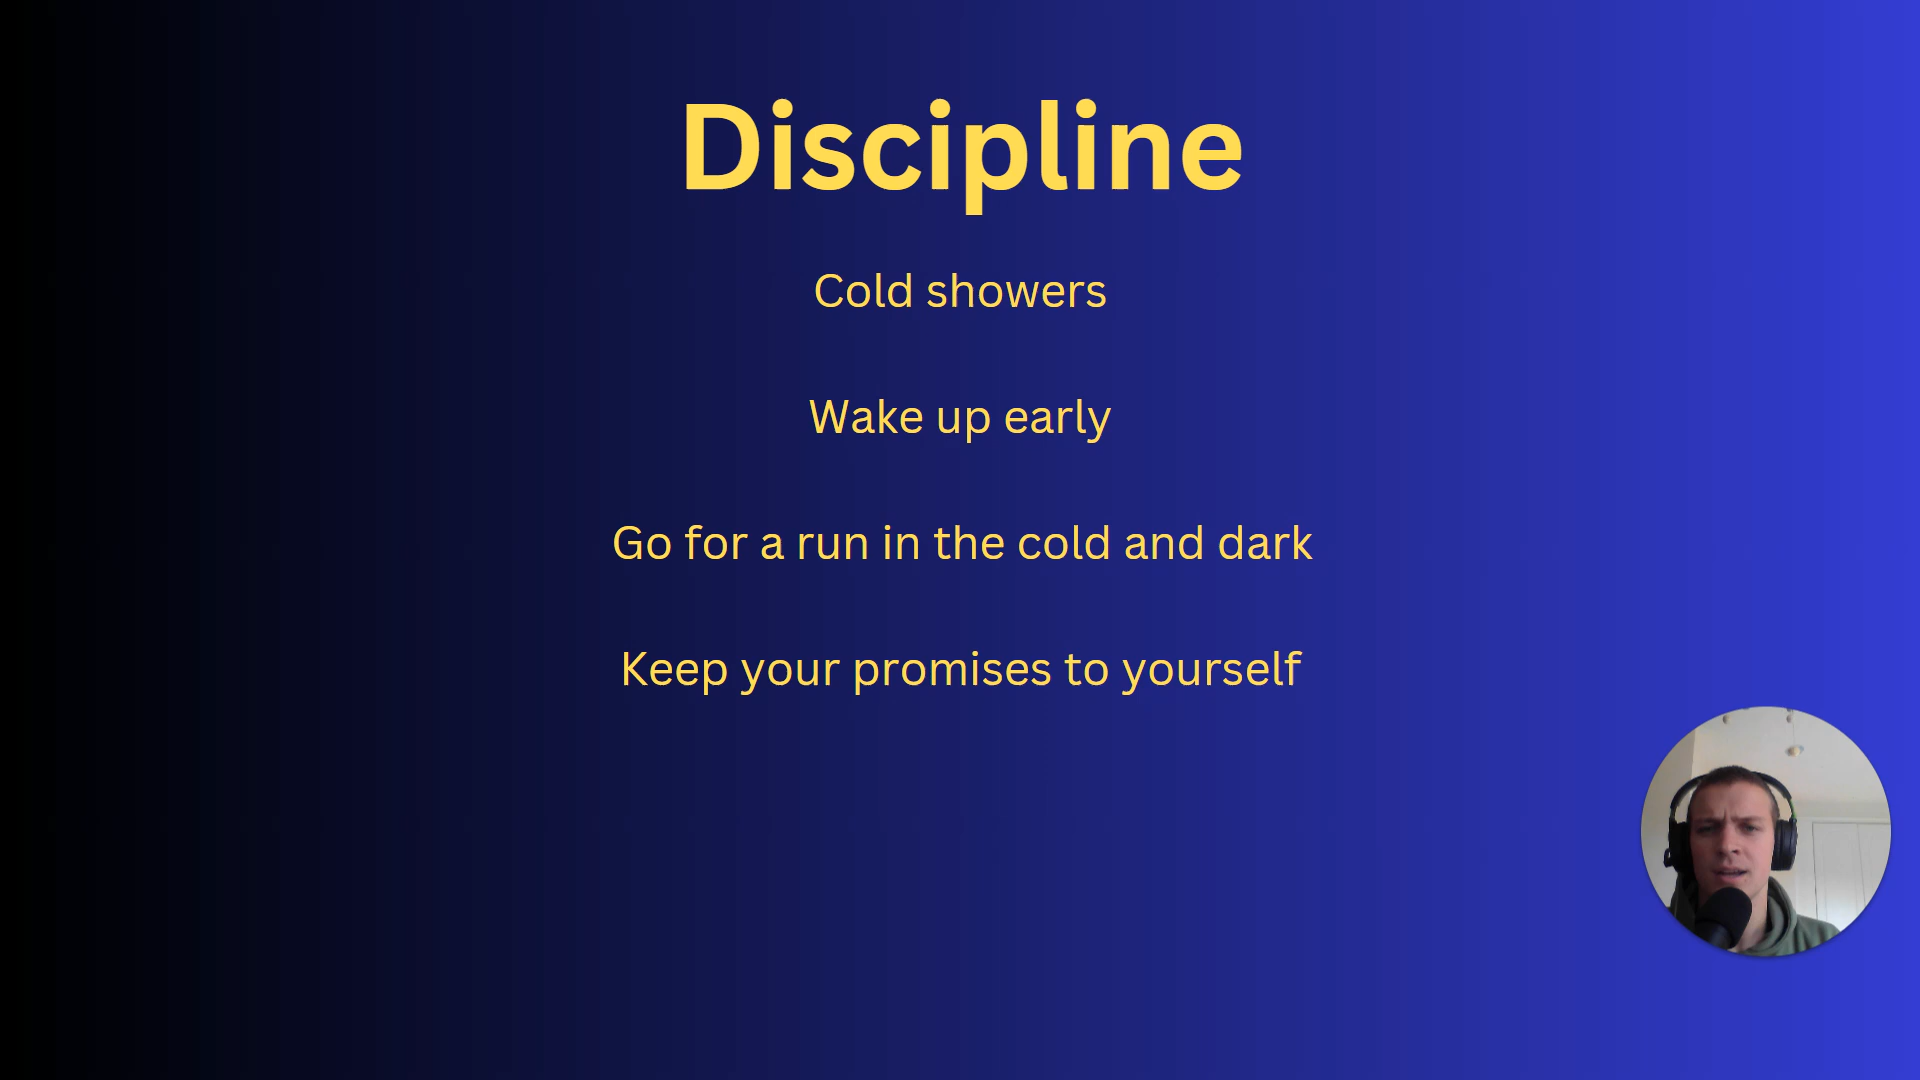 Discipline
Cold showers
Wake up early
Go for a run in the cold and dark
Keep your promises to yourself